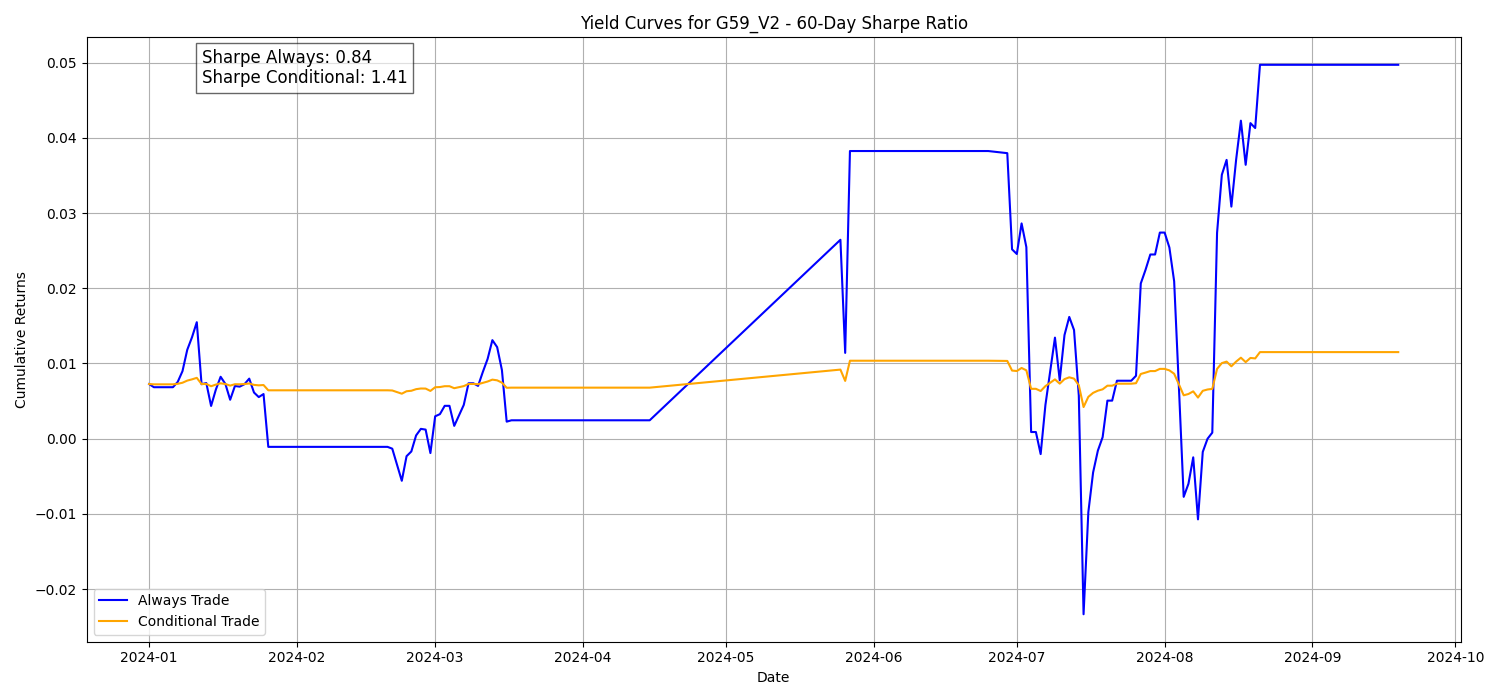 Yield Curves for G59_V2 - 60-Day Sharpe Ratio
Sharpe Always: 0.84
Sharpe Conditional: 1.41
Cumulative Returns
0.05
0.04
0.03
0.02
0.01
0.00
−0.01
−0.02
Always Trade
Conditional Trade
2024-01 2024-02 2024-03 2024-04 2024-05 2024-06 2024-07 2024-08 2024-09 2024-10
Date